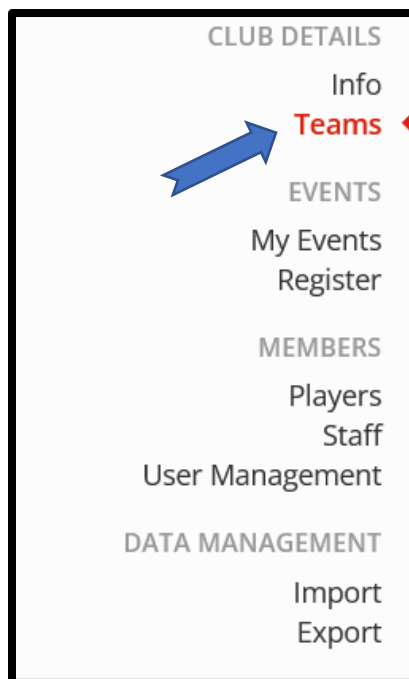 CLUB DETAILS
Info
Teams
EVENTS
My Events
Register
MEMBERS
Players
Staff
User Management
DATA MANAGEMENT
Import
Export